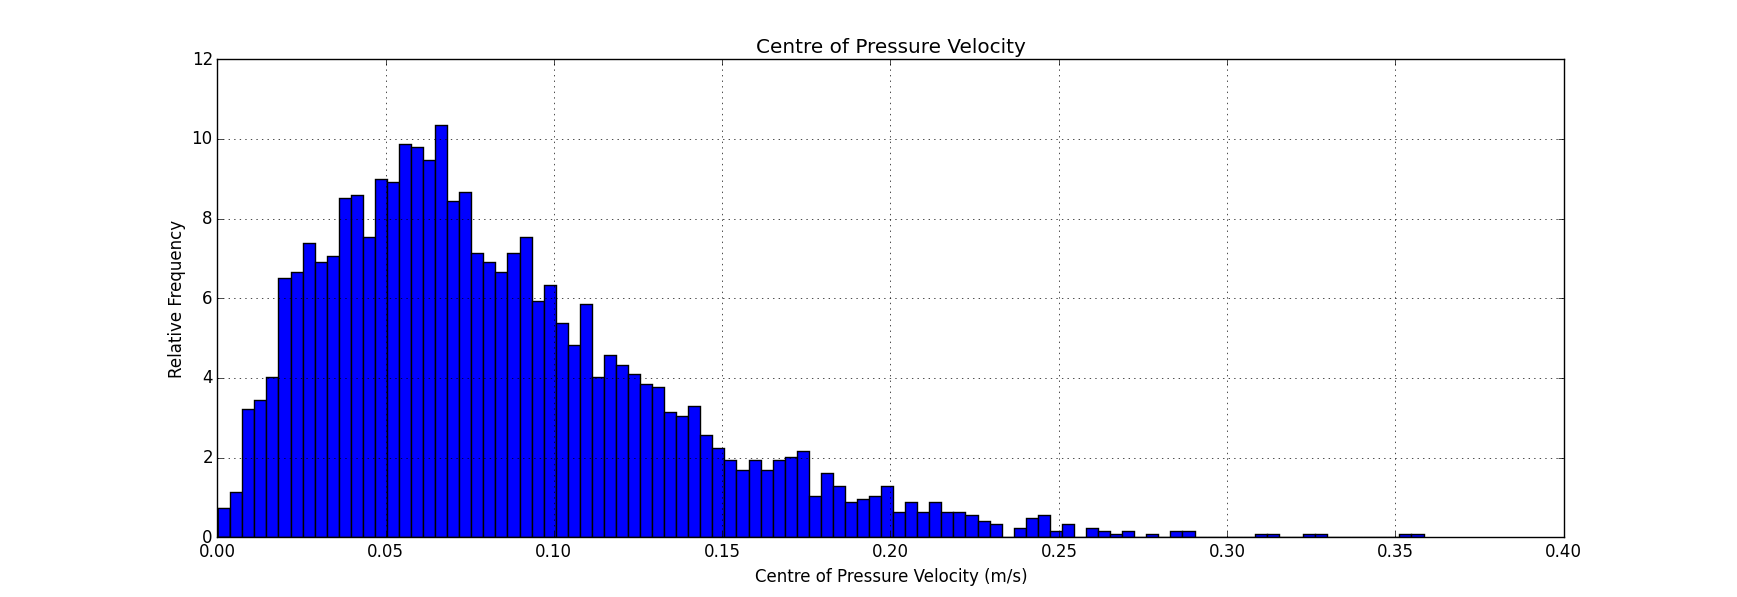 Centre of Pressure Velocity
12
10
8
6
4
2
0
Relative Frequency
0.00 0.05 0.10 0.15 0.20 0.25 0.30 0.35 0.40
Centre of Pressure Velocity (m/s)